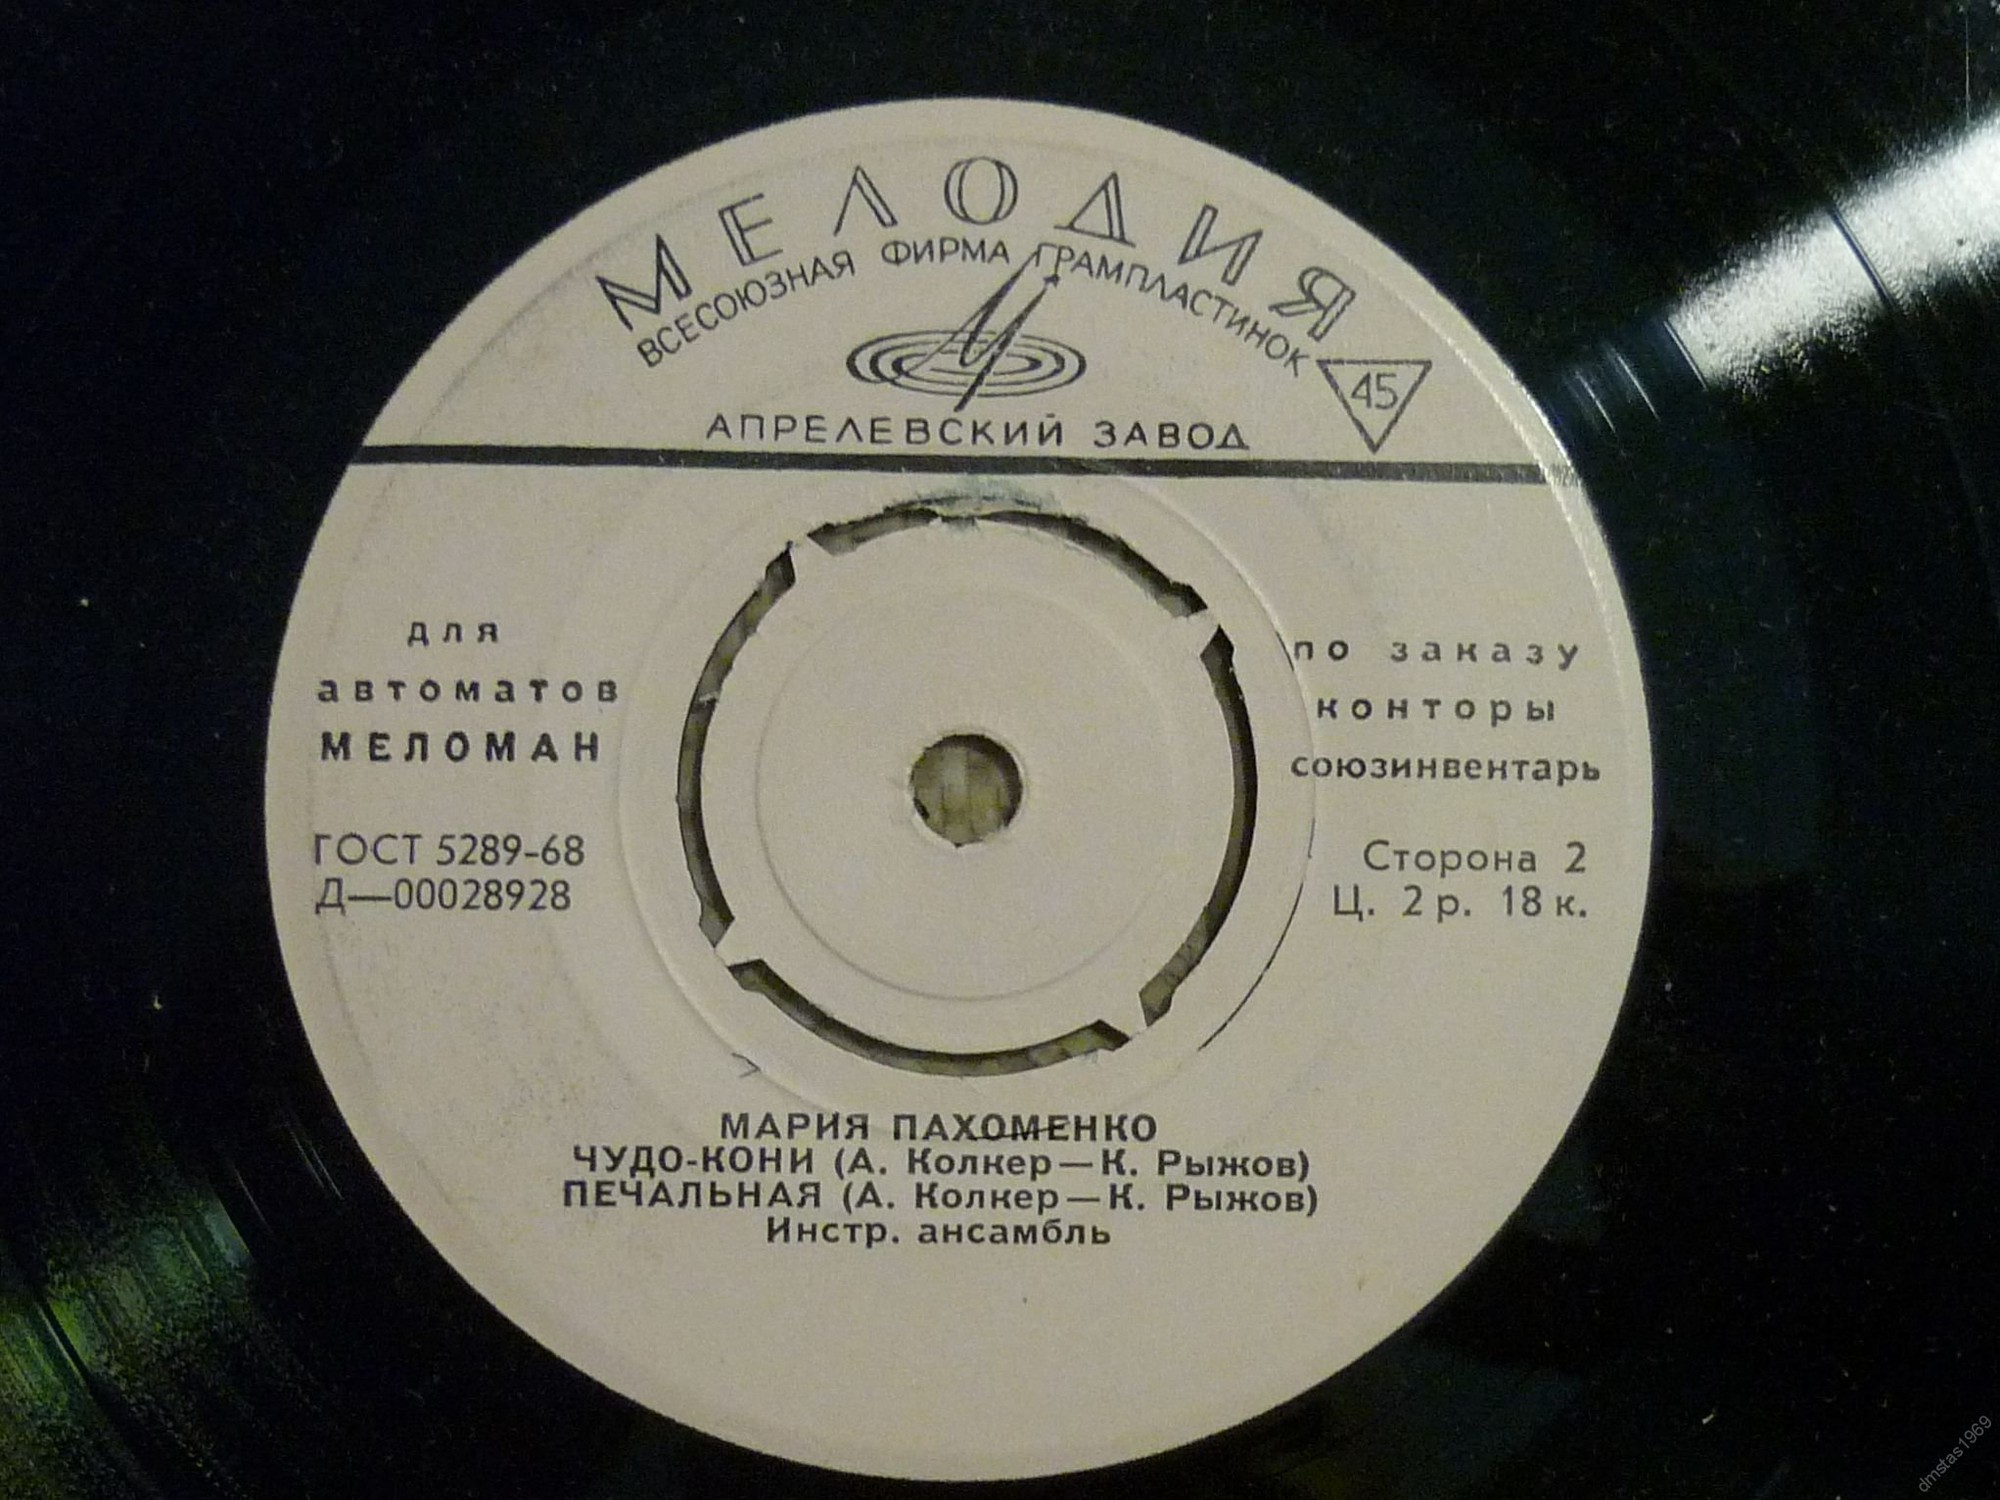 МЕЛОДИЯ
ВСЕСОЮЗНАЯ ФИРМА ГРАМПЛАСТИНОК
45
АПРЕЛЕВСКИЙ ЗАВОД
для
автоматов
МЕЛОМАН
по заказу
конторы
союзинвентарь
ГОСТ 5289-68
Д—00028928
Сторона 2
Ц. 2 р. 18 к.
МАРИЯ ПАХОМЕНКО
ЧУДО-КОНИ (А. Колкер—К. Рыжов)
ПЕЧАЛЬНАЯ (А. Колкер—К. Рыжов)
Инстр. ансамбль
dmstas1969